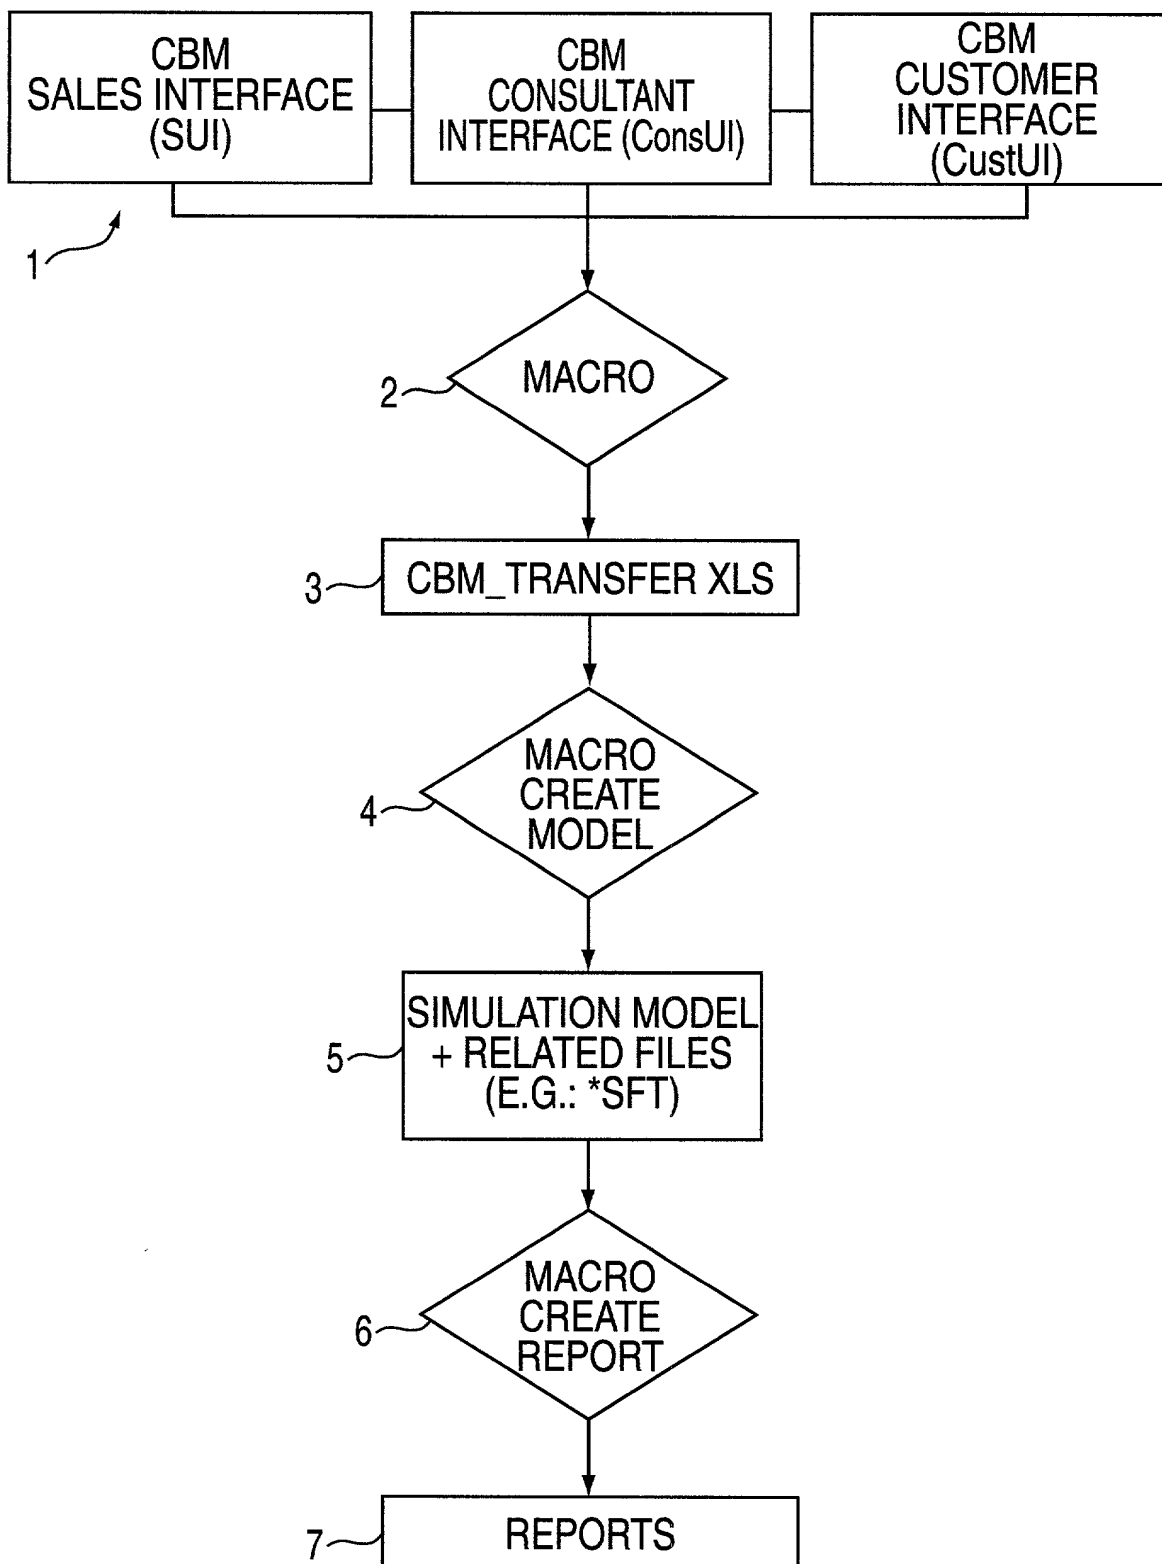 CBM
SALES INTERFACE
(SUI)
CBM
CONSULTANT
INTERFACE (ConsUI)
CBM
CUSTOMER
INTERFACE
(CustUI)
1
2
MACRO
3
CBM_TRANSFER XLS
4
MACRO
CREATE
MODEL
5
SIMULATION MODEL
+ RELATED FILES
(E.G.: *SFT)
6
MACRO
CREATE
REPORT
7
REPORTS